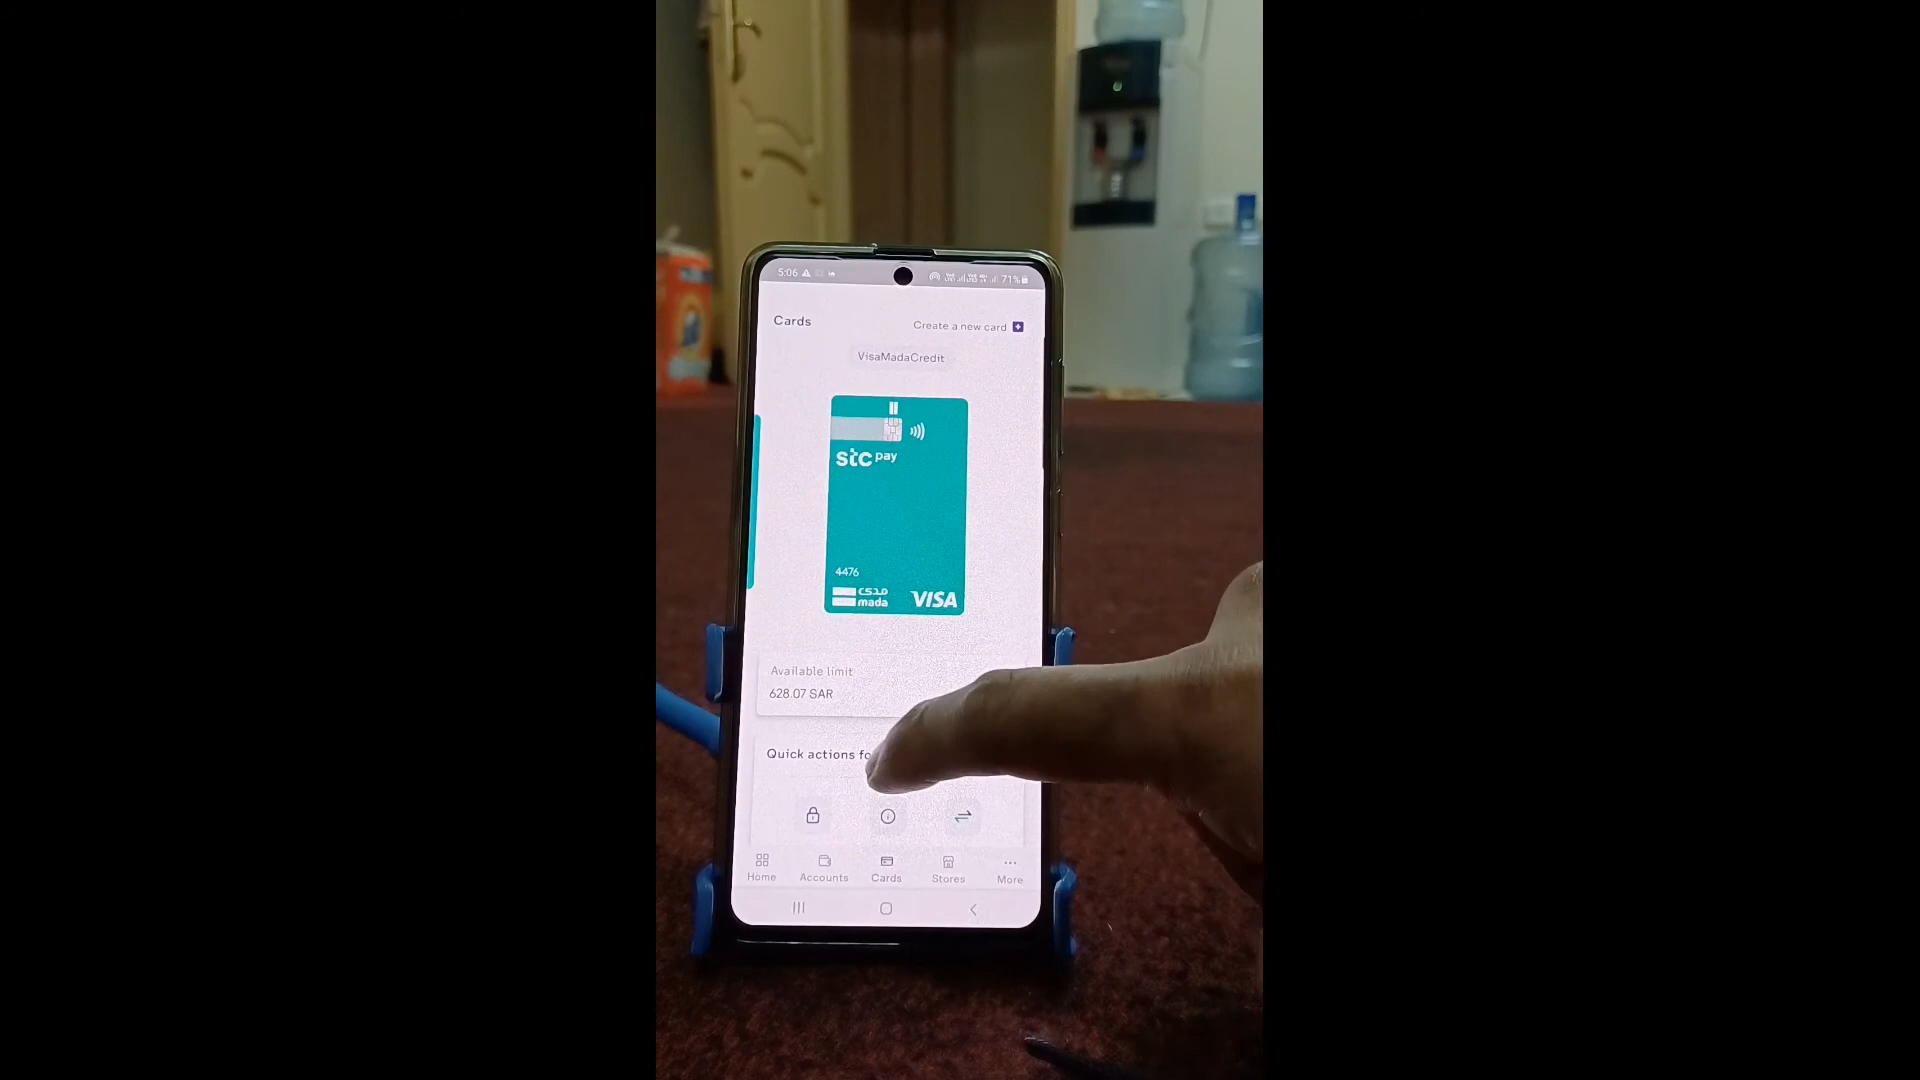 5:06
71%
Cards
Create a new card
VisaMadaCredit
stc pay
4476
مدى
mada
VISA
Available limit
628.07 SAR
Quick actions fo
Home
Accounts
Cards
Stores
More